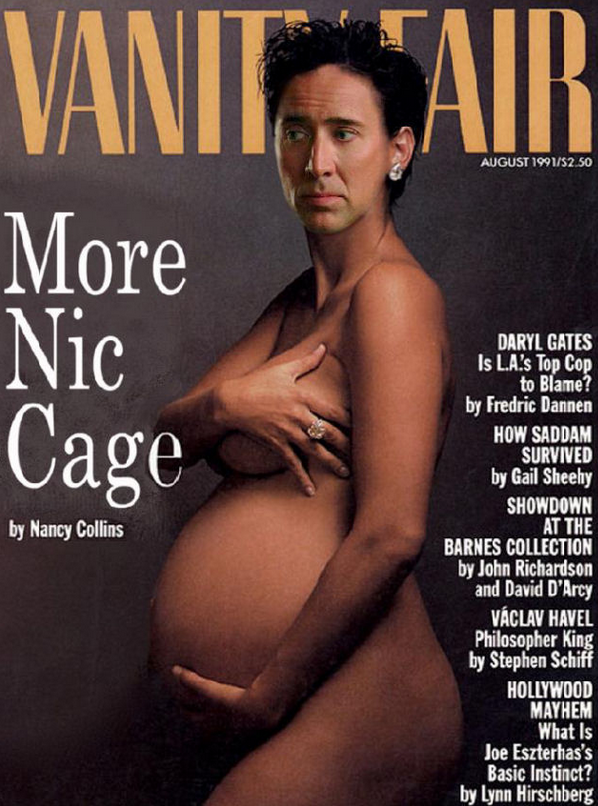 VANITY FAIR
AUGUST 1991/$2.50
More
Nic
Cage
by Nancy Collins
DARYL GATES
Is L.A.'s Top Cop
to Blame?
by Fredric Dannen
HOW SADDAM
SURVIVED
by Gail Sheehy
SHOWDOWN
AT THE
BARNES COLLECTION
by John Richardson
and David D'Arcy
VÁCLAV HAVEL
Philosopher King
by Stephen Schiff
HOLLYWOOD
MAYHEM
What Is
Joe Eszterhas's
Basic Instinct?
by Lynn Hirschberg